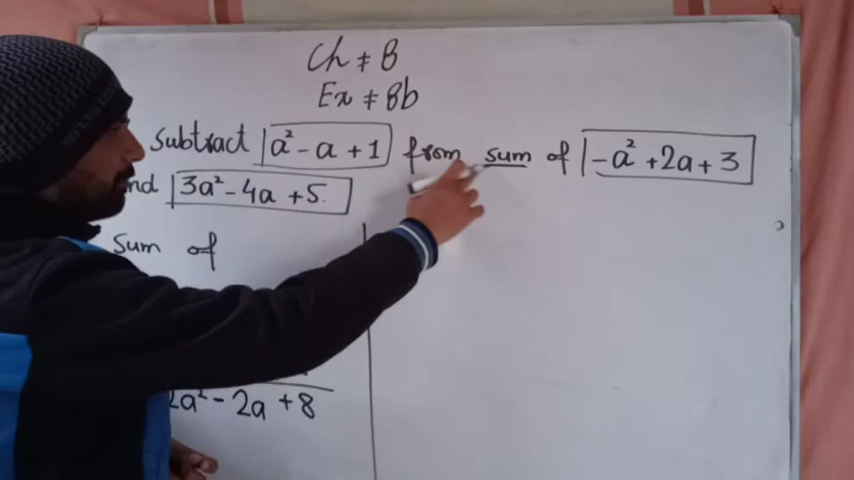 Ch ≠ 8
Ex ≠ 8b
Subtract a² - a + 1 from sum of -a² + 2a + 3
and 3a² - 4a + 5.
Sum of
2a² - 2a + 8